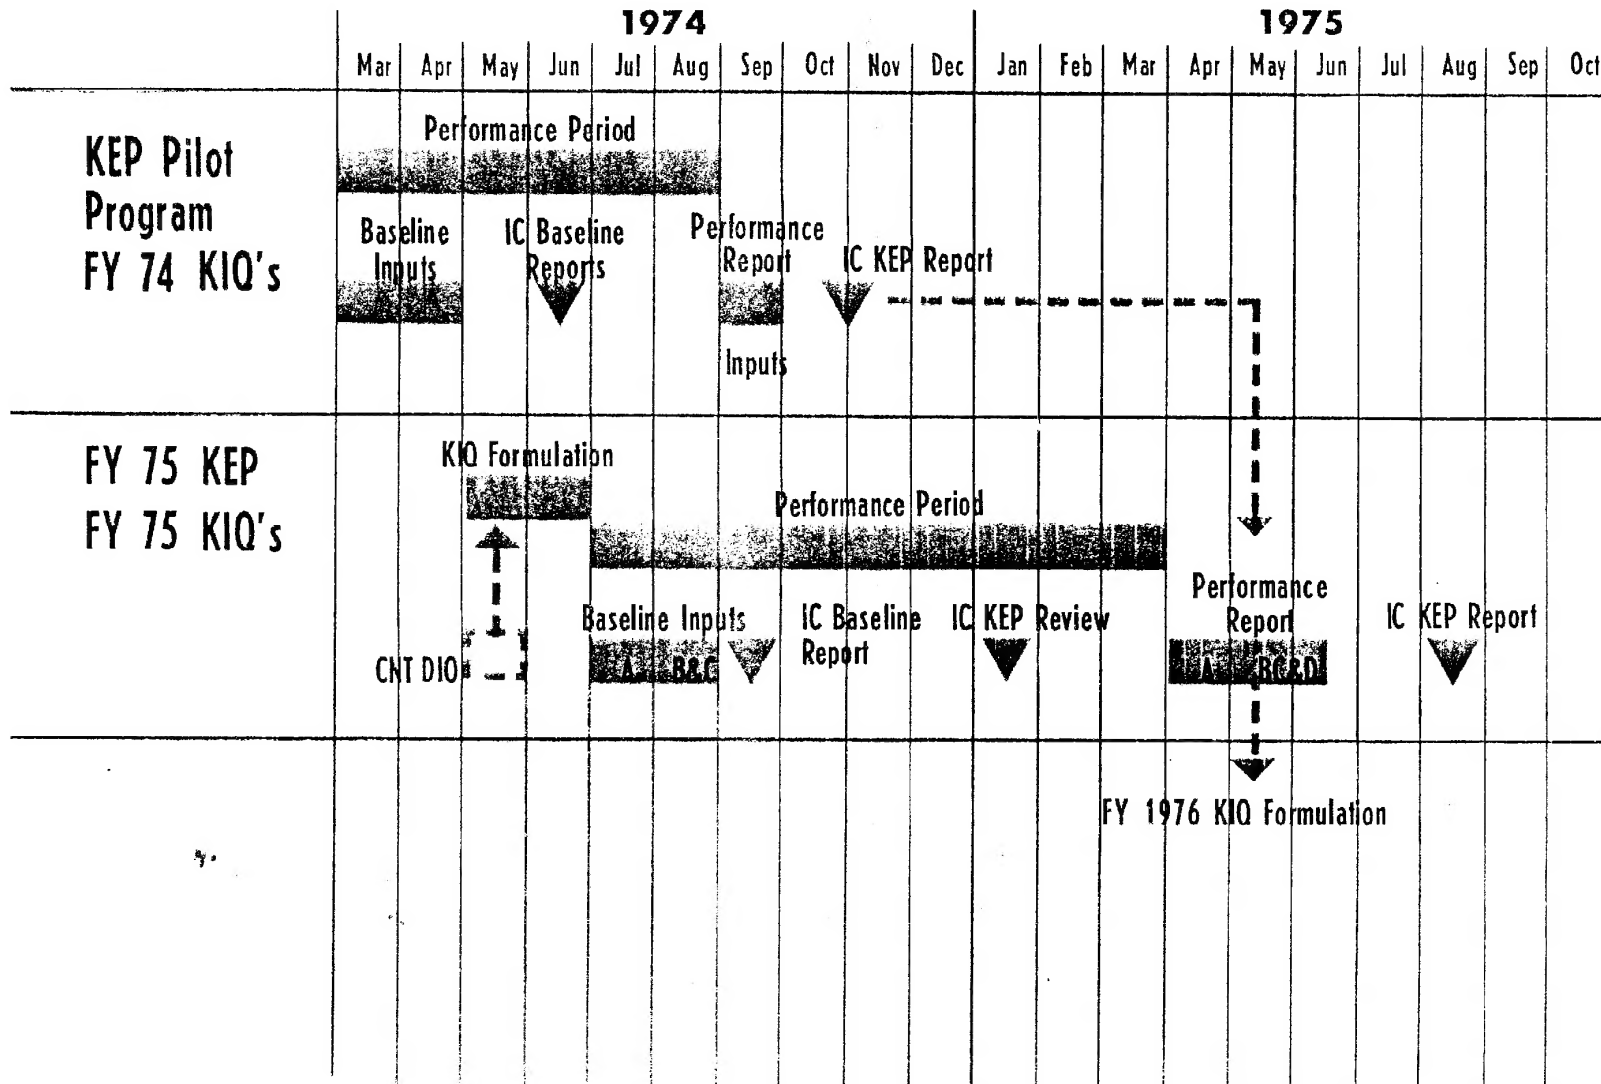 1974
1975
Mar Apr May Jun Jul Aug Sep Oct Nov Dec Jan Feb Mar Apr May Jun Jul Aug Sep Oct
KEP Pilot
Program
FY 74 KIQ's
Performance Period
Baseline
Inputs
IC Baseline
Reports
Performance
Report
Inputs
IC KEP Report
FY 75 KEP
FY 75 KIQ's
KIQ Formulation
Performance Period
CNT DIO
Baseline Inputs
A B&C
IC Baseline
Report
IC KEP Review
Performance
Report
A BC&D
IC KEP Report
FY 1976 KIQ Formulation